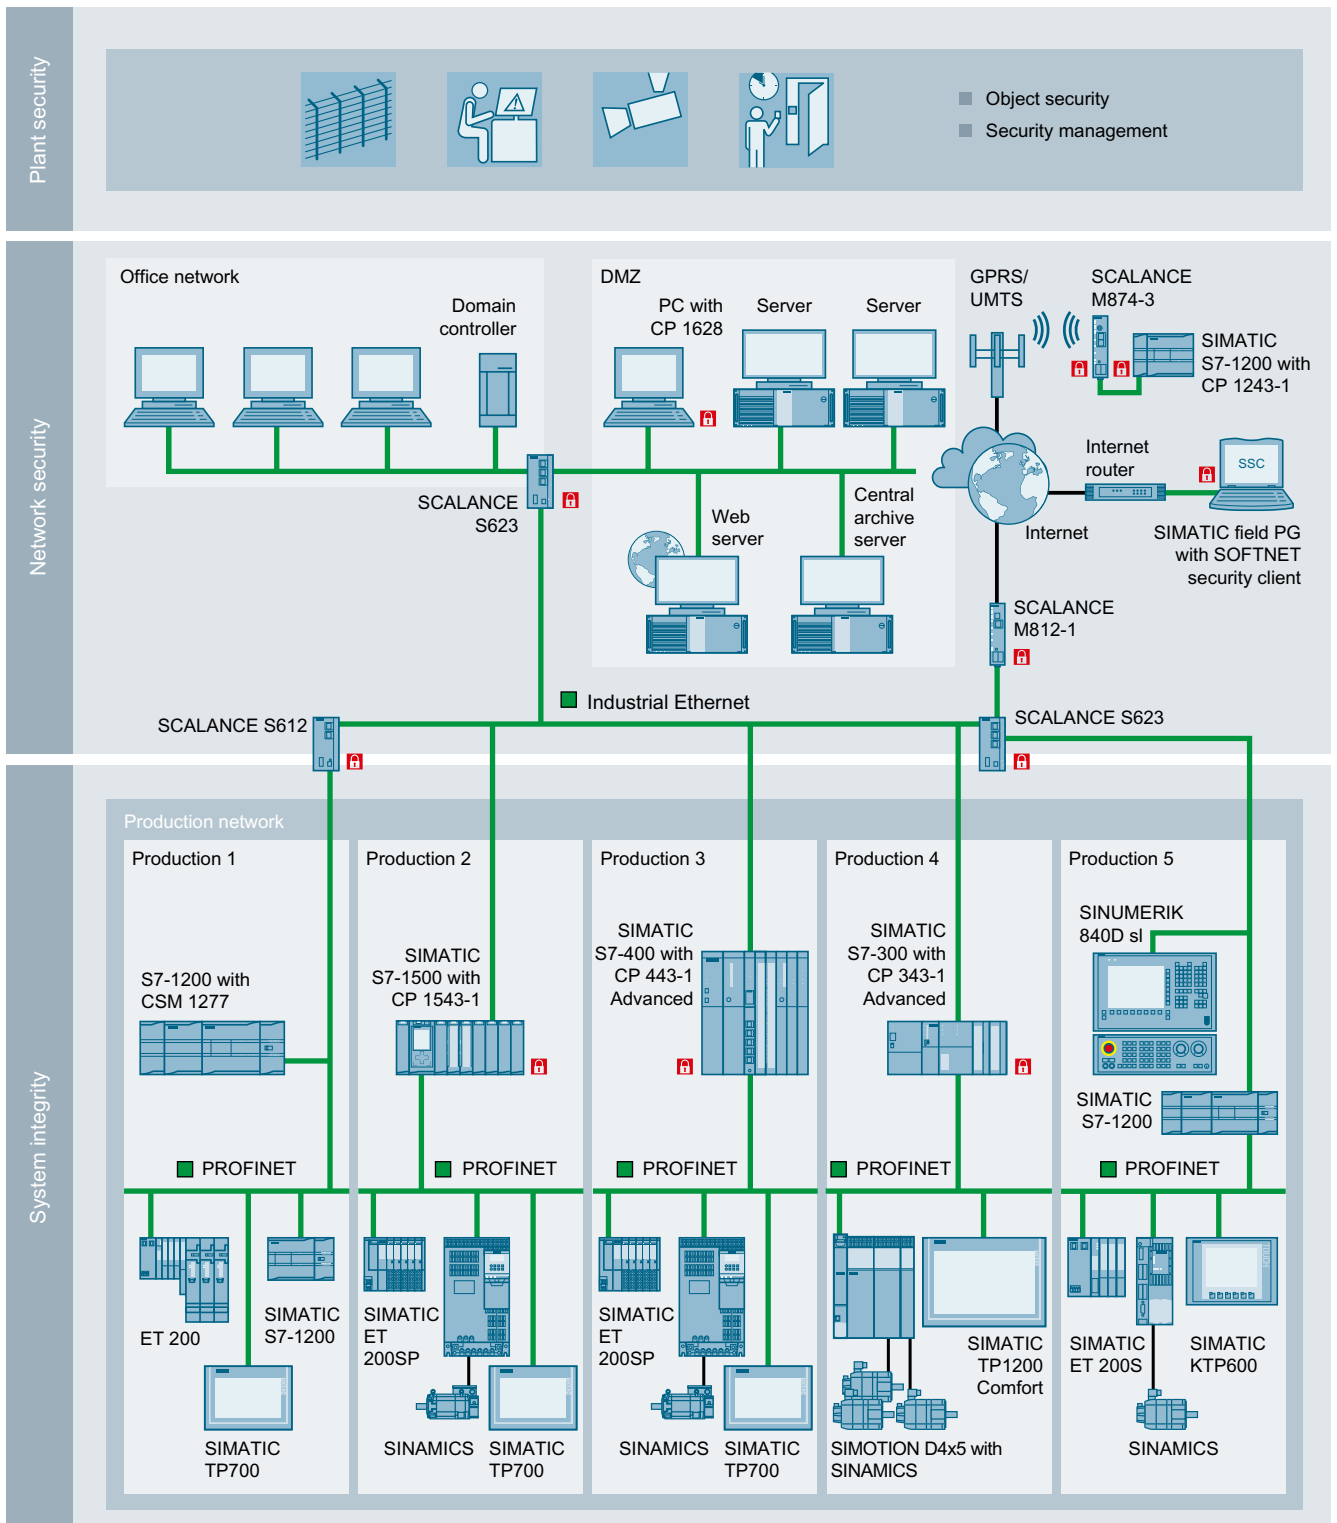 Plant security
Object security
Security management
Network security
Office network
Domain
controller
SCALANCE
S623
DMZ
PC with
CP 1628
Server
Server
Web
server
Central
archive
server
GPRS/
UMTS
SCALANCE
M874-3
SIMATIC
S7-1200 with
CP 1243-1
Internet
router
SSC
Internet
SIMATIC field PG
with SOFTNET
security client
SCALANCE
M812-1
Industrial Ethernet
SCALANCE S612
SCALANCE S623
System integrity
Production network
Production 1
S7-1200 with
CSM 1277
PROFINET
ET 200
SIMATIC
S7-1200
SIMATIC
TP700
Production 2
SIMATIC
S7-1500 with
CP 1543-1
PROFINET
SIMATIC
ET
200SP
SINAMICS
SIMATIC
TP700
Production 3
SIMATIC
S7-400 with
CP 443-1
Advanced
PROFINET
SIMATIC
ET
200SP
SINAMICS
SIMATIC
TP700
Production 4
SIMATIC
S7-300 with
CP 343-1
Advanced
PROFINET
SIMATIC
TP1200
Comfort
SIMOTION D4x5 with
SINAMICS
Production 5
SINUMERIK
840D sl
SIMATIC
S7-1200
PROFINET
SIMATIC
ET 200S
SIMATIC
KTP600
SINAMICS